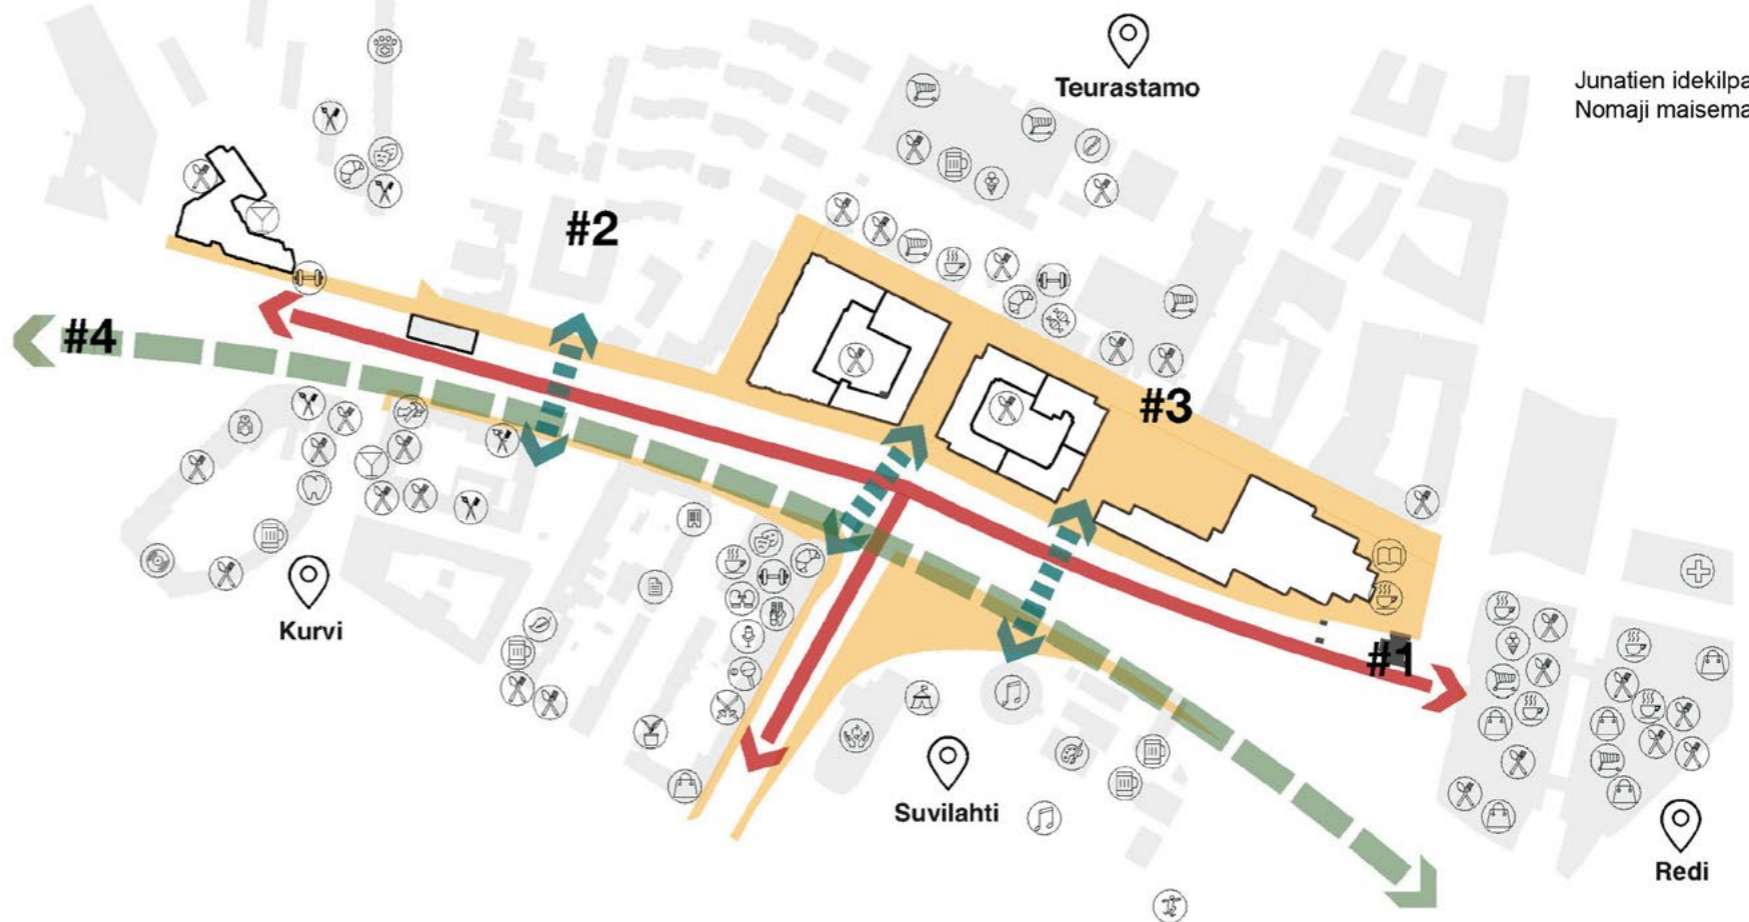 Teurastamo
Junatien idekilpa
Nomaji maisema
#2
#4
#3
Kurvi
#1
Suvilahti
Redi